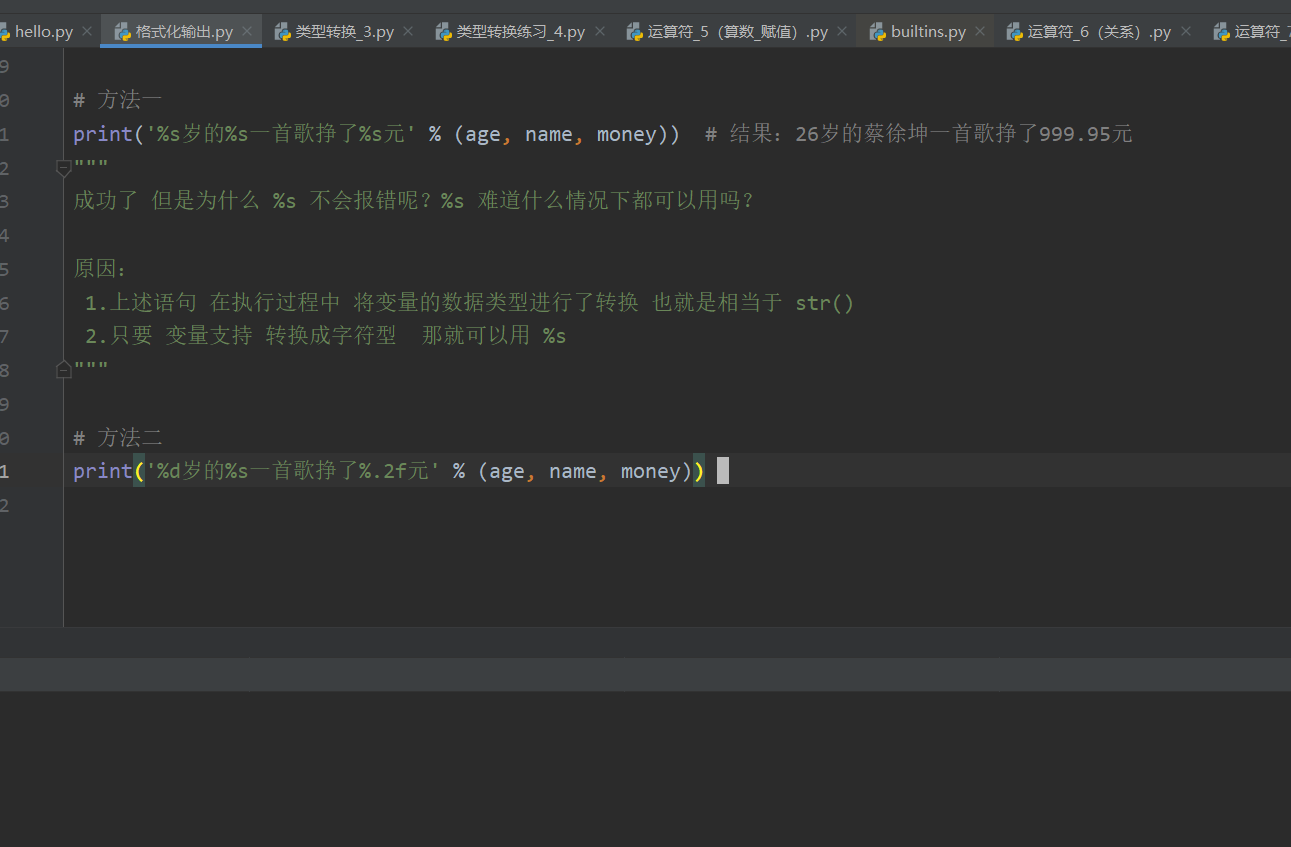 hello.py 格式化输出.py 类型转换_3.py 类型转换练习_4.py 运算符_5（算数_赋值）.py builtins.py 运算符_6（关系）.py 运算符_7
9
0 # 方法一
1 print('%s岁的%s一首歌挣了%s元' % (age, name, money))  # 结果：26岁的蔡徐坤一首歌挣了999.95元
2 """
3 成功了 但是为什么 %s 不会报错呢？%s 难道什么情况下都可以用吗？
4
5 原因：
6 1.上述语句 在执行过程中 将变量的数据类型进行了转换 也就是相当于 str()
7 2.只要 变量支持 转换成字符型  那就可以用 %s
8 """
9
0 # 方法二
1 print('%d岁的%s一首歌挣了%.2f元' % (age, name, money))
2